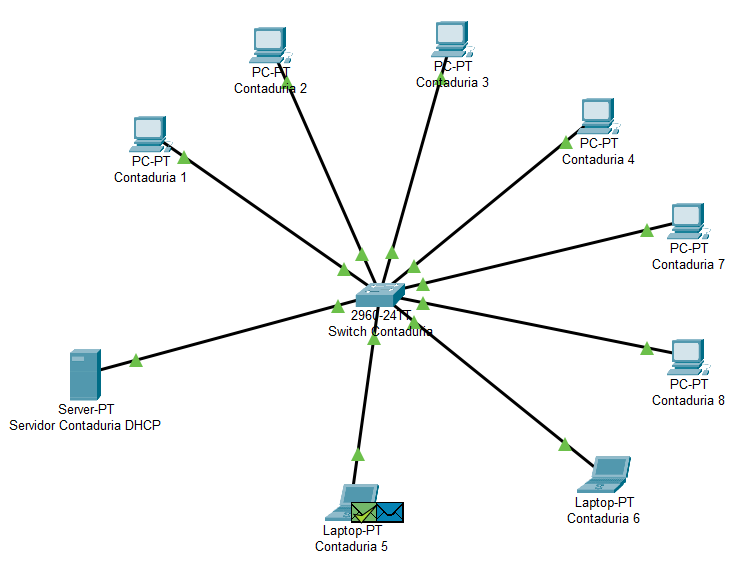 PC-PT
Contaduria 2
PC-PT
Contaduria 3
PC-PT
Contaduria 1
PC-PT
Contaduria 4
PC-PT
Contaduria 7
2960-24TT
Switch Contaduria
PC-PT
Contaduria 8
Server-PT
Servidor Contaduria DHCP
Laptop-PT
Contaduria 5
Laptop-PT
Contaduria 6